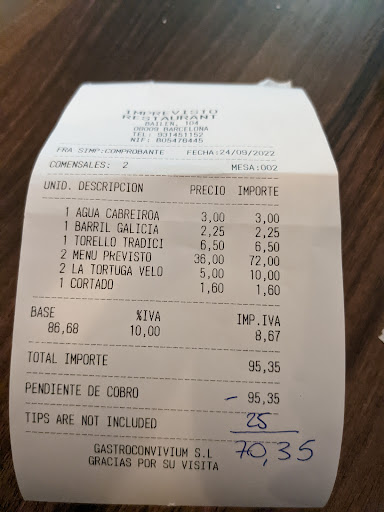 IMPREVISTO
RESTAURANT
BAILEN, 104
08009 BARCELONA
TEL: 931451152
NIF: B05476445
FRA SIMP:COMPROBANTE FECHA:24/09/2022
COMENSALES: 2 MESA:002
UNID. DESCRIPCION PRECIO IMPORTE
1 AGUA CABREIROA 3,00 3,00
1 BARRIL GALICIA 2,25 2,25
1 TORELLO TRADICI 6,50 6,50
2 MENU PREVISTO 36,00 72,00
2 LA TORTUGA VELO 5,00 10,00
1 CORTADO 1,60 1,60
BASE %IVA IMP.IVA
86,68 10,00 8,67
TOTAL IMPORTE 95,35
PENDIENTE DE COBRO - 95,35
TIPS ARE NOT INCLUDED 25
70,35
GASTROCONVIVIUM S.L
GRACIAS POR SU VISITA